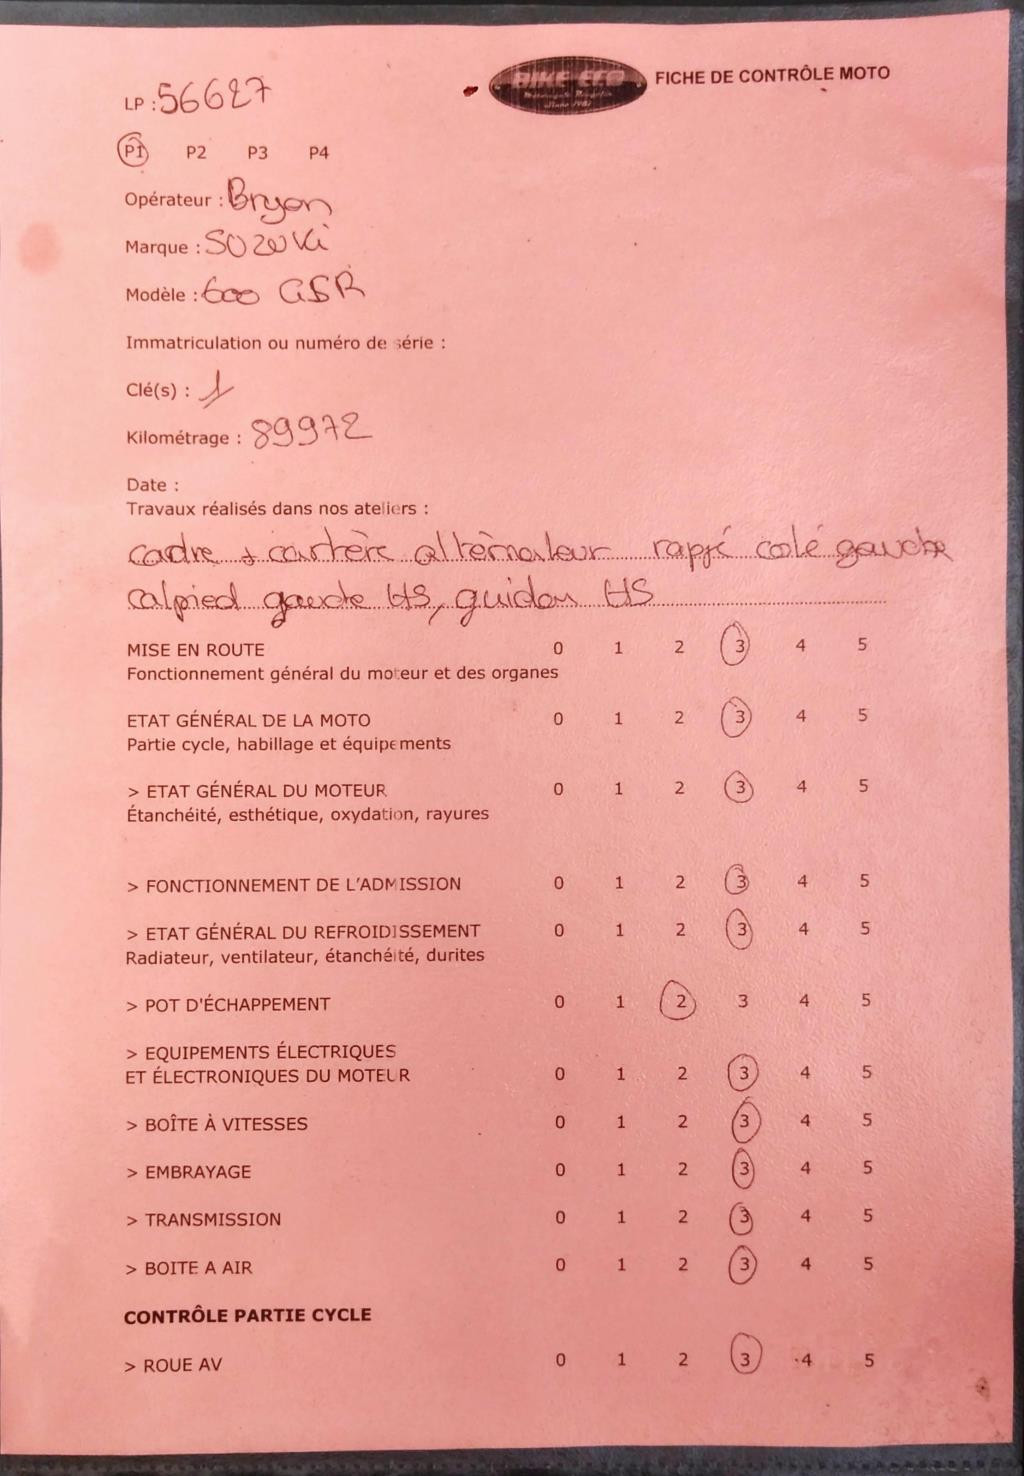 BIKE ECO
FICHE DE CONTRÔLE MOTO
LP : 56627
P1 P2 P3 P4
Opérateur : Bryon
Marque : SUZUKi
Modèle : 600 GSR
Immatriculation ou numéro de série :
Clé(s) : 1
Kilométrage : 89972
Date :
Travaux réalisés dans nos ateliers :
cadre + cartère altèrnateur rappé colé gauche
calpied gauche HS, guidon HS
MISE EN ROUTE 0 1 2 3 4 5
Fonctionnement général du moteur et des organes
ETAT GÉNÉRAL DE LA MOTO 0 1 2 3 4 5
Partie cycle, habillage et équipements
> ETAT GÉNÉRAL DU MOTEUR 0 1 2 3 4 5
Étanchéité, esthétique, oxydation, rayures
> FONCTIONNEMENT DE L'ADMISSION 0 1 2 3 4 5
> ETAT GÉNÉRAL DU REFROIDISSEMENT 0 1 2 3 4 5
Radiateur, ventilateur, étanchéité, durites
> POT D'ÉCHAPPEMENT 0 1 2 3 4 5
> EQUIPEMENTS ÉLECTRIQUES
ET ÉLECTRONIQUES DU MOTEUR 0 1 2 3 4 5
> BOÎTE À VITESSES 0 1 2 3 4 5
> EMBRAYAGE 0 1 2 3 4 5
> TRANSMISSION 0 1 2 3 4 5
> BOITE A AIR 0 1 2 3 4 5
CONTRÔLE PARTIE CYCLE
> ROUE AV 0 1 2 3 4 5